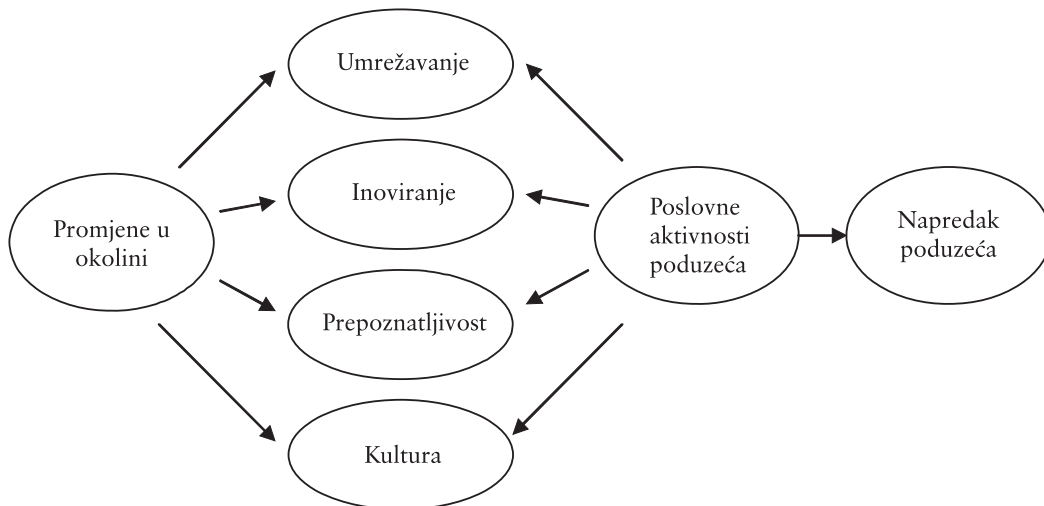 Umrežavanje
Inoviranje
Promjene u
okolini
Prepoznatljivost
Kultura
Poslovne
aktivnosti
poduzeća
Napredak
poduzeća